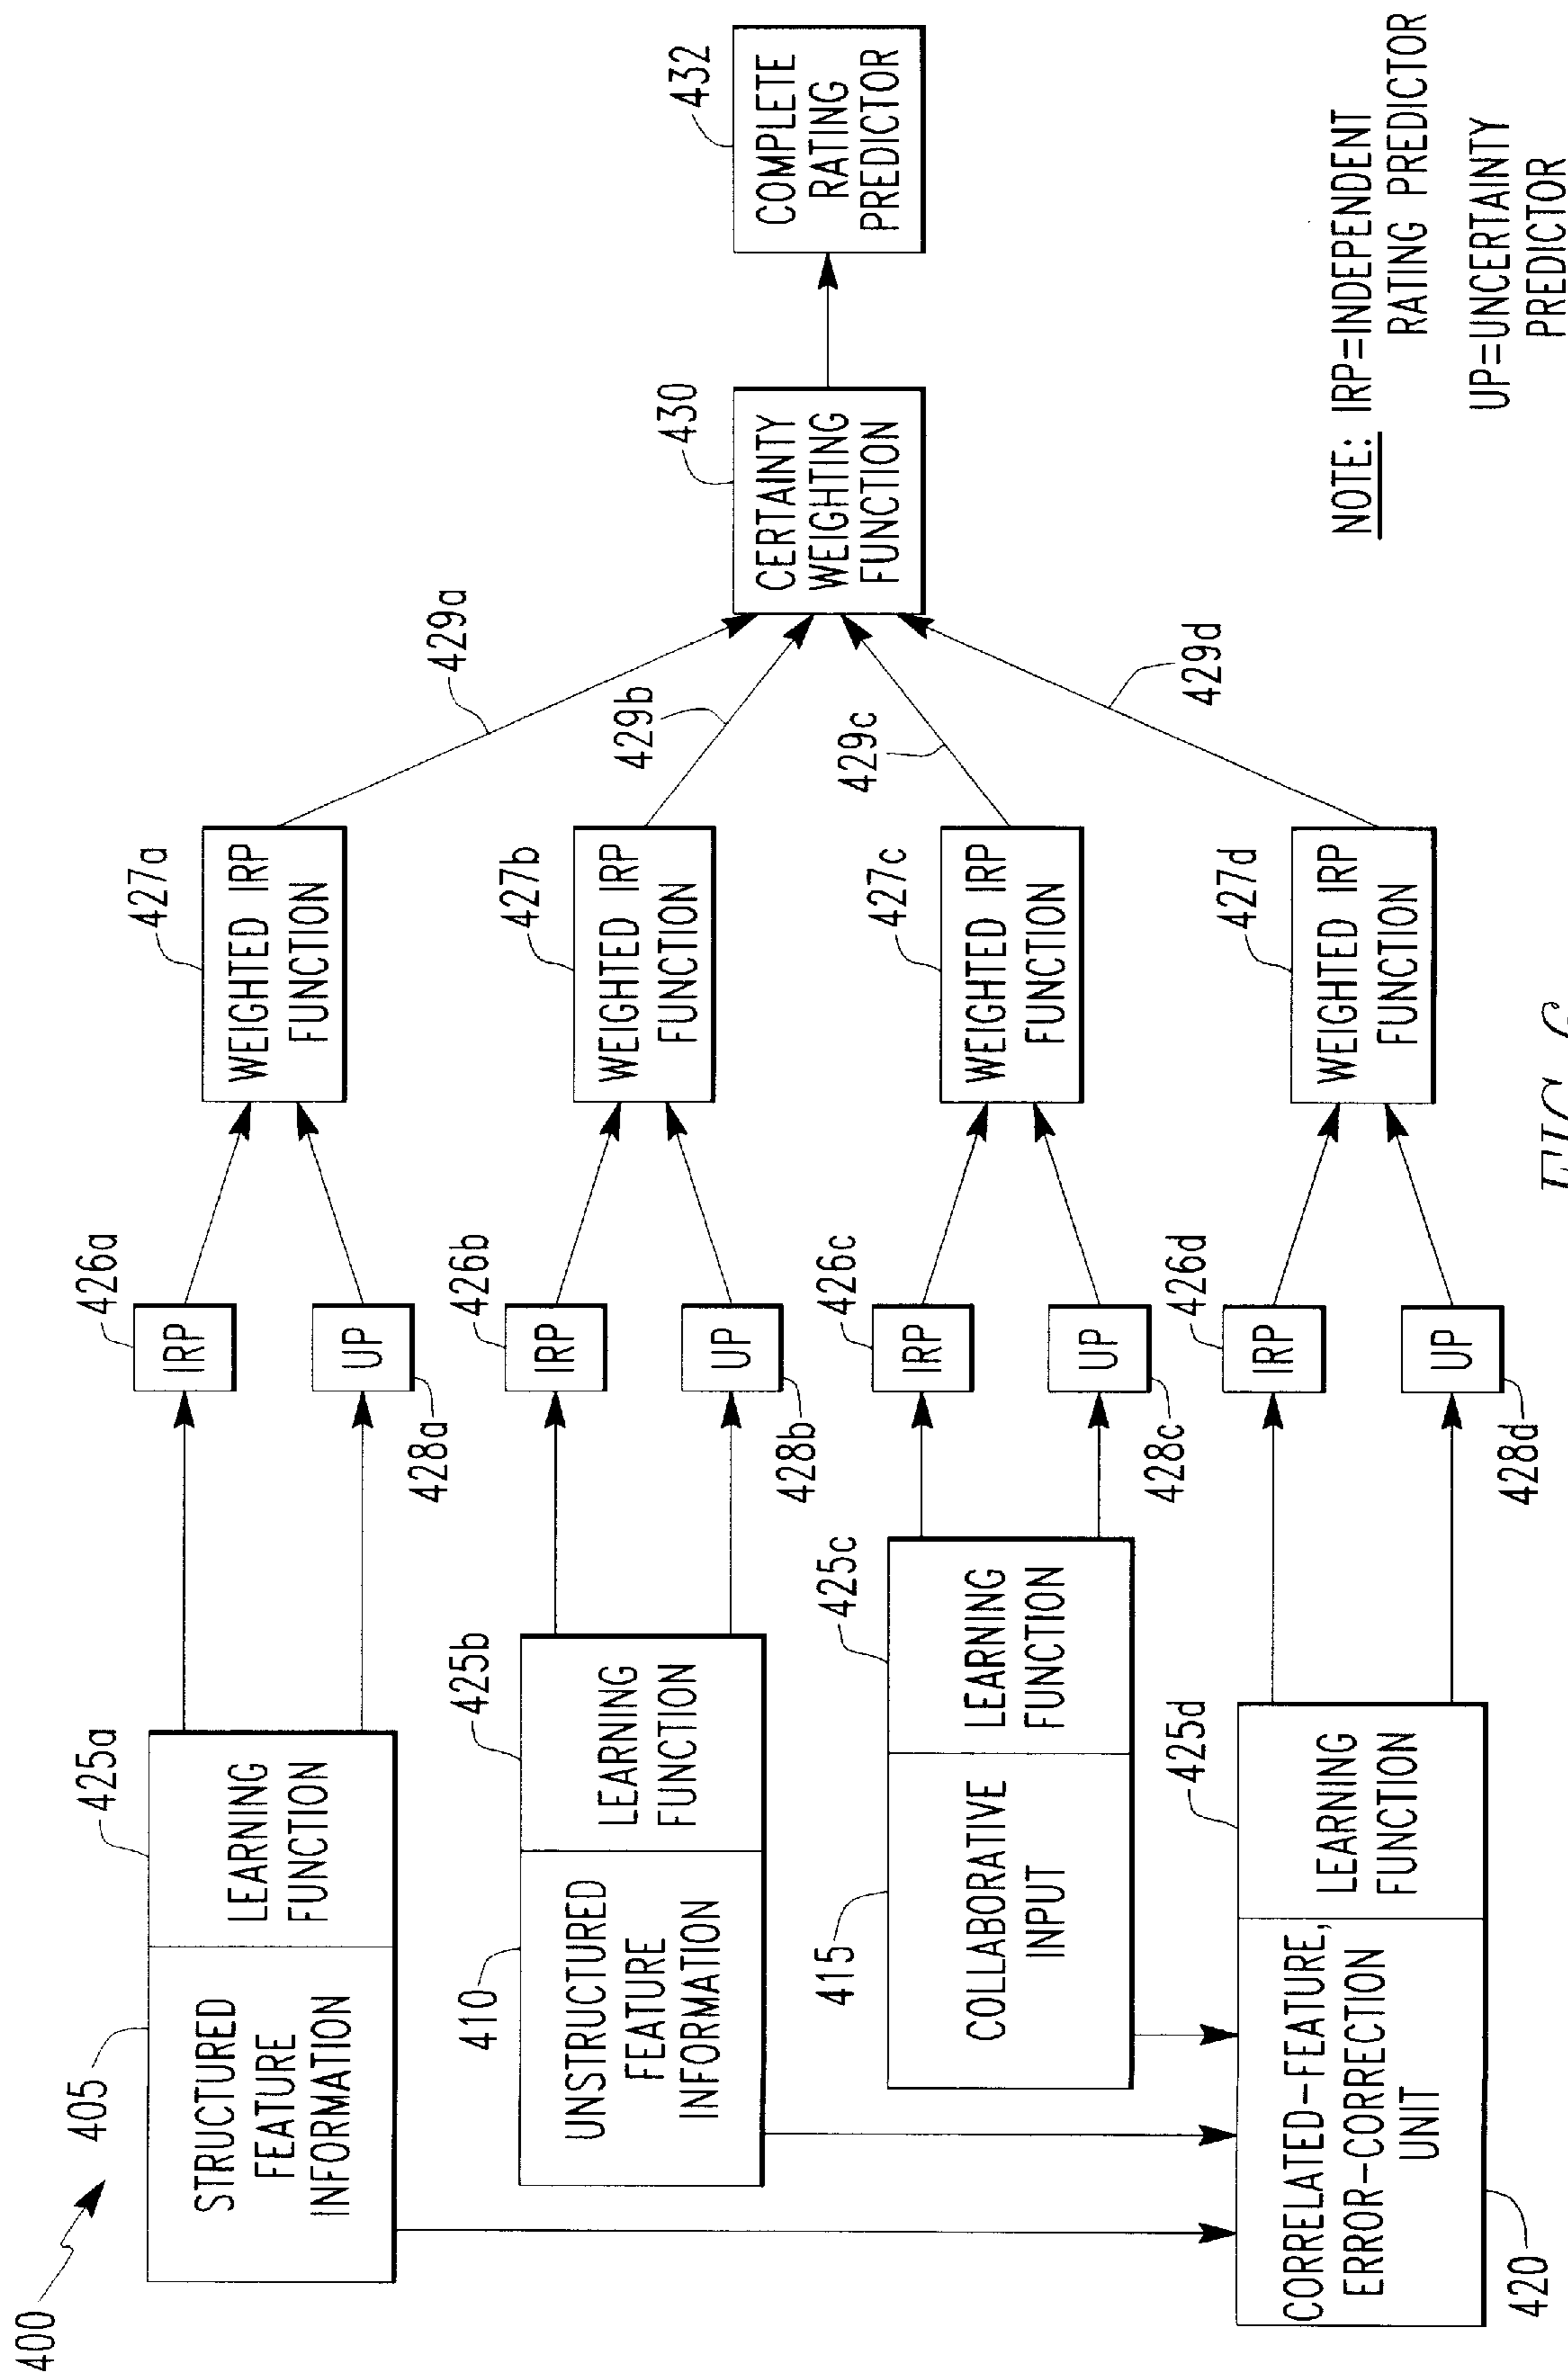 400
405
STRUCTURED
FEATURE
INFORMATION
425a
LEARNING
FUNCTION
426a
IRP
UP
428a
427a
WEIGHTED IRP
FUNCTION
429a
410
UNSTRUCTURED
FEATURE
INFORMATION
425b
LEARNING
FUNCTION
426b
IRP
UP
428b
427b
WEIGHTED IRP
FUNCTION
429b
415
COLLABORATIVE
INPUT
425c
LEARNING
FUNCTION
426c
IRP
UP
428c
427c
WEIGHTED IRP
FUNCTION
429c
CORRELATED-FEATURE,
ERROR-CORRECTION
UNIT
420
425d
LEARNING
FUNCTION
426d
IRP
UP
428d
427d
WEIGHTED IRP
FUNCTION
429d
430
CERTAINTY
WEIGHTING
FUNCTION
432
COMPLETE
RATING
PREDICTOR
NOTE: IRP=INDEPENDENT
RATING PREDICTOR
UP=UNCERTAINTY
PREDICTOR
FIG. 6